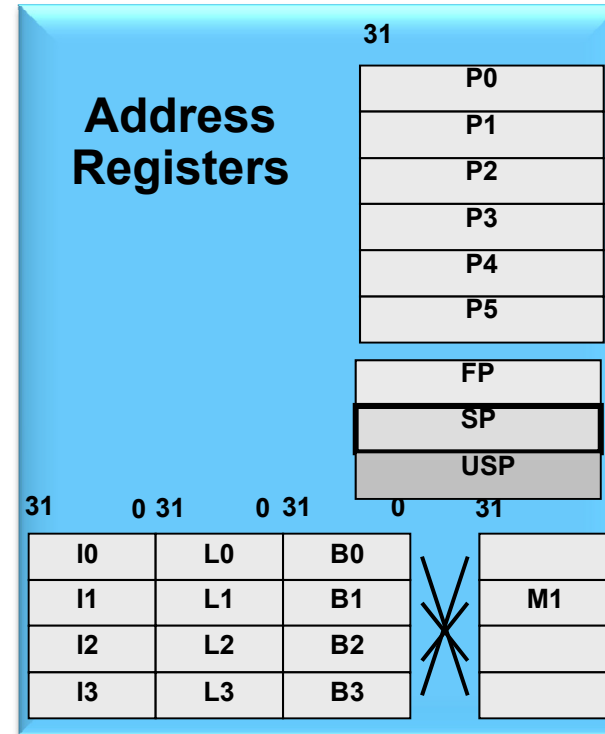 31
Address
Registers
P0
P1
P2
P3
P4
P5
FP
SP
USP
31 0 31 0 31 0 31
I0 L0 B0
I1 L1 B1 M1
I2 L2 B2
I3 L3 B3